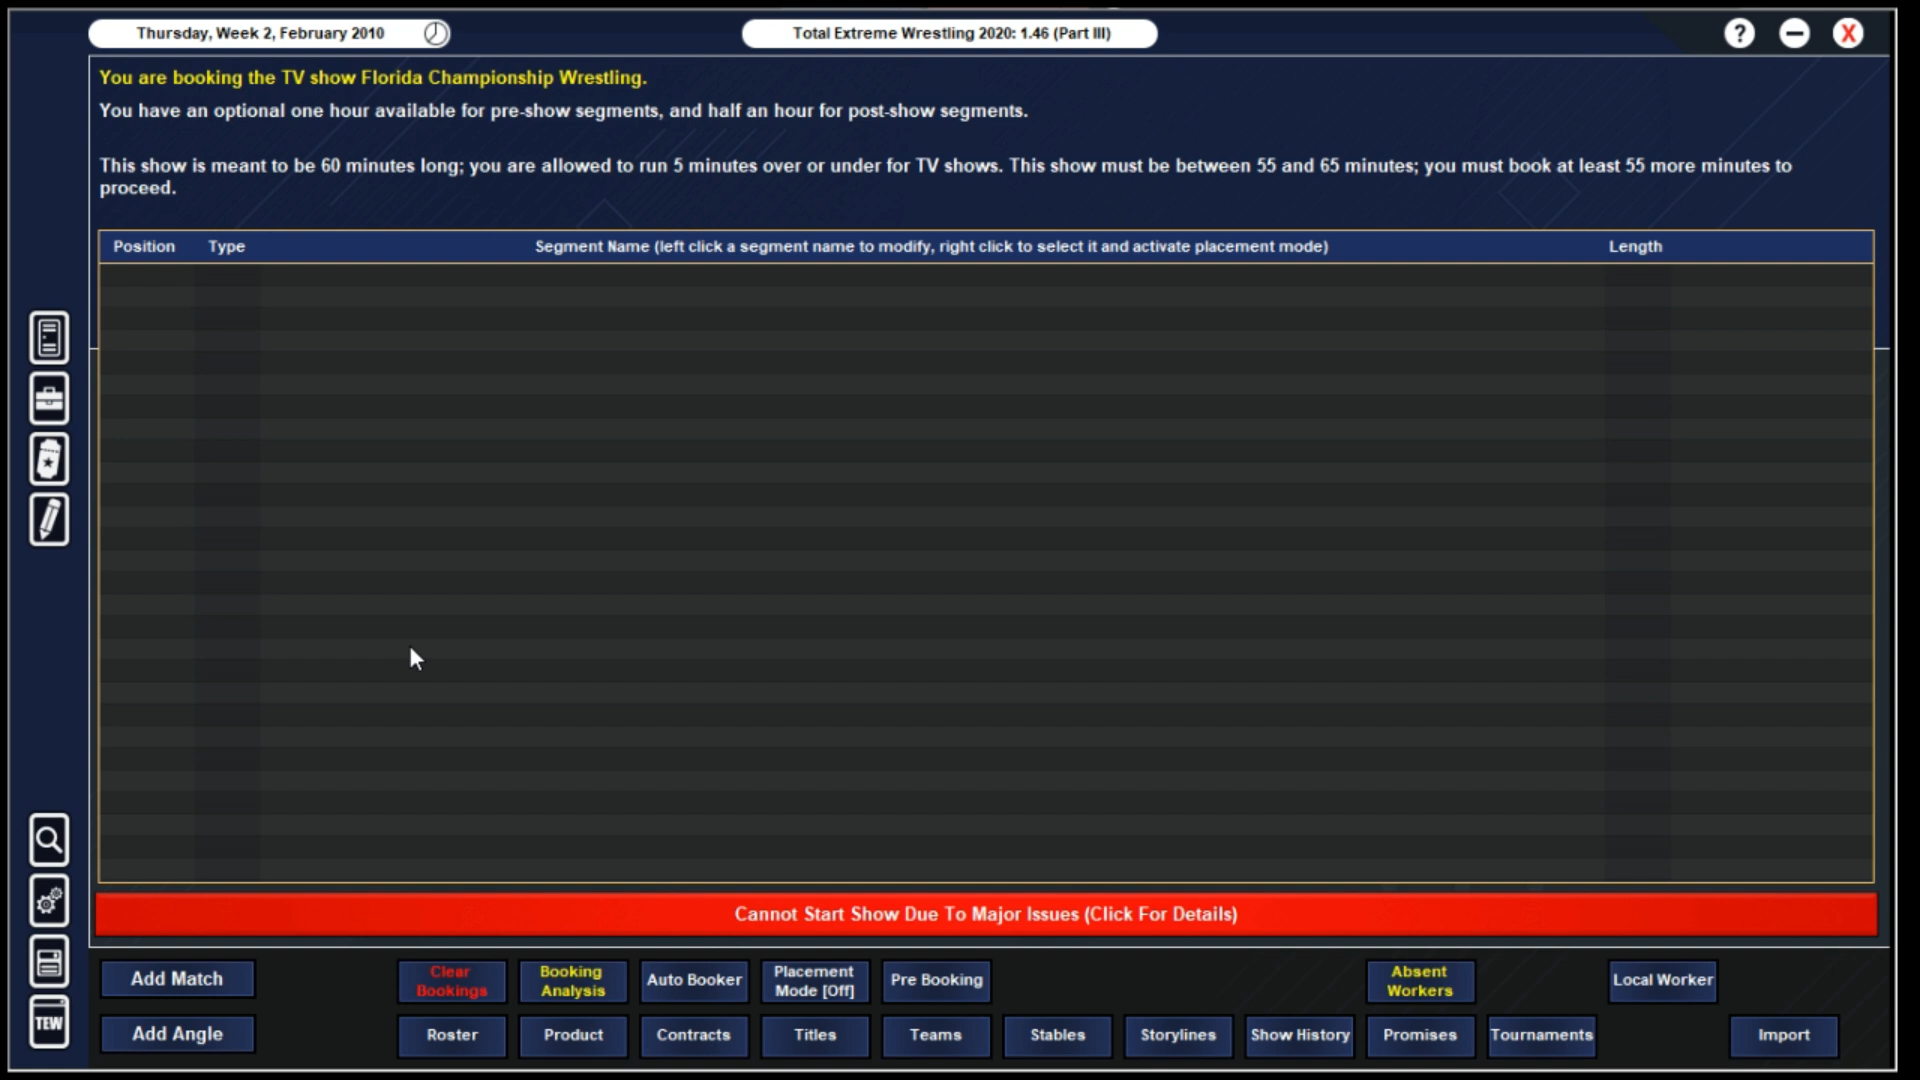 Thursday, Week 2, February 2010
Total Extreme Wrestling 2020: 1.46 (Part III)
?
X
You are booking the TV show Florida Championship Wrestling.
You have an optional one hour available for pre-show segments, and half an hour for post-show segments.
This show is meant to be 60 minutes long; you are allowed to run 5 minutes over or under for TV shows. This show must be between 55 and 65 minutes; you must book at least 55 more minutes to
proceed.
Position Type Segment Name (left click a segment name to modify, right click to select it and activate placement mode) Length
Cannot Start Show Due To Major Issues (Click For Details)
Add Match
Clear
Bookings
Booking
Analysis
Auto Booker
Placement
Mode [Off]
Pre Booking
Absent
Workers
Local Worker
TEW
Add Angle
Roster
Product
Contracts
Titles
Teams
Stables
Storylines
Show History
Promises
Tournaments
Import